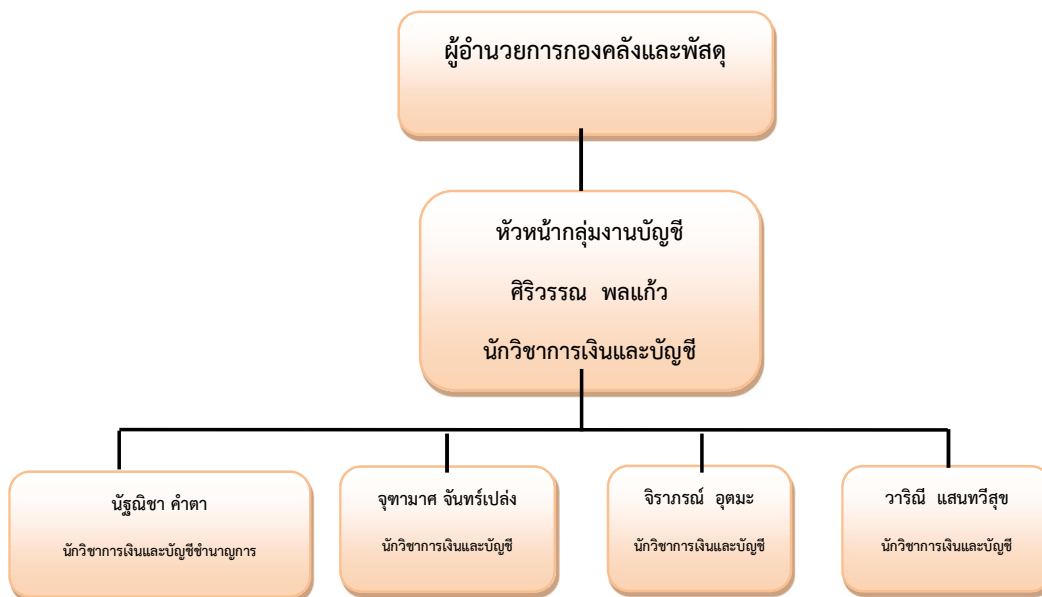 ผู้อำนวยการกองคลังและพัสดุ
หัวหน้ากลุ่มงานบัญชี
ศิริวรรณ พลแก้ว
นักวิชาการเงินและบัญชี
นัฐณิชา คำตา
นักวิชาการเงินและบัญชีชำนาญการ
จุฑามาศ จันทร์เปล่ง
นักวิชาการเงินและบัญชี
จิราภรณ์ อุตมะ
นักวิชาการเงินและบัญชี
วาริณี แสนทวีสุข
นักวิชาการเงินและบัญชี